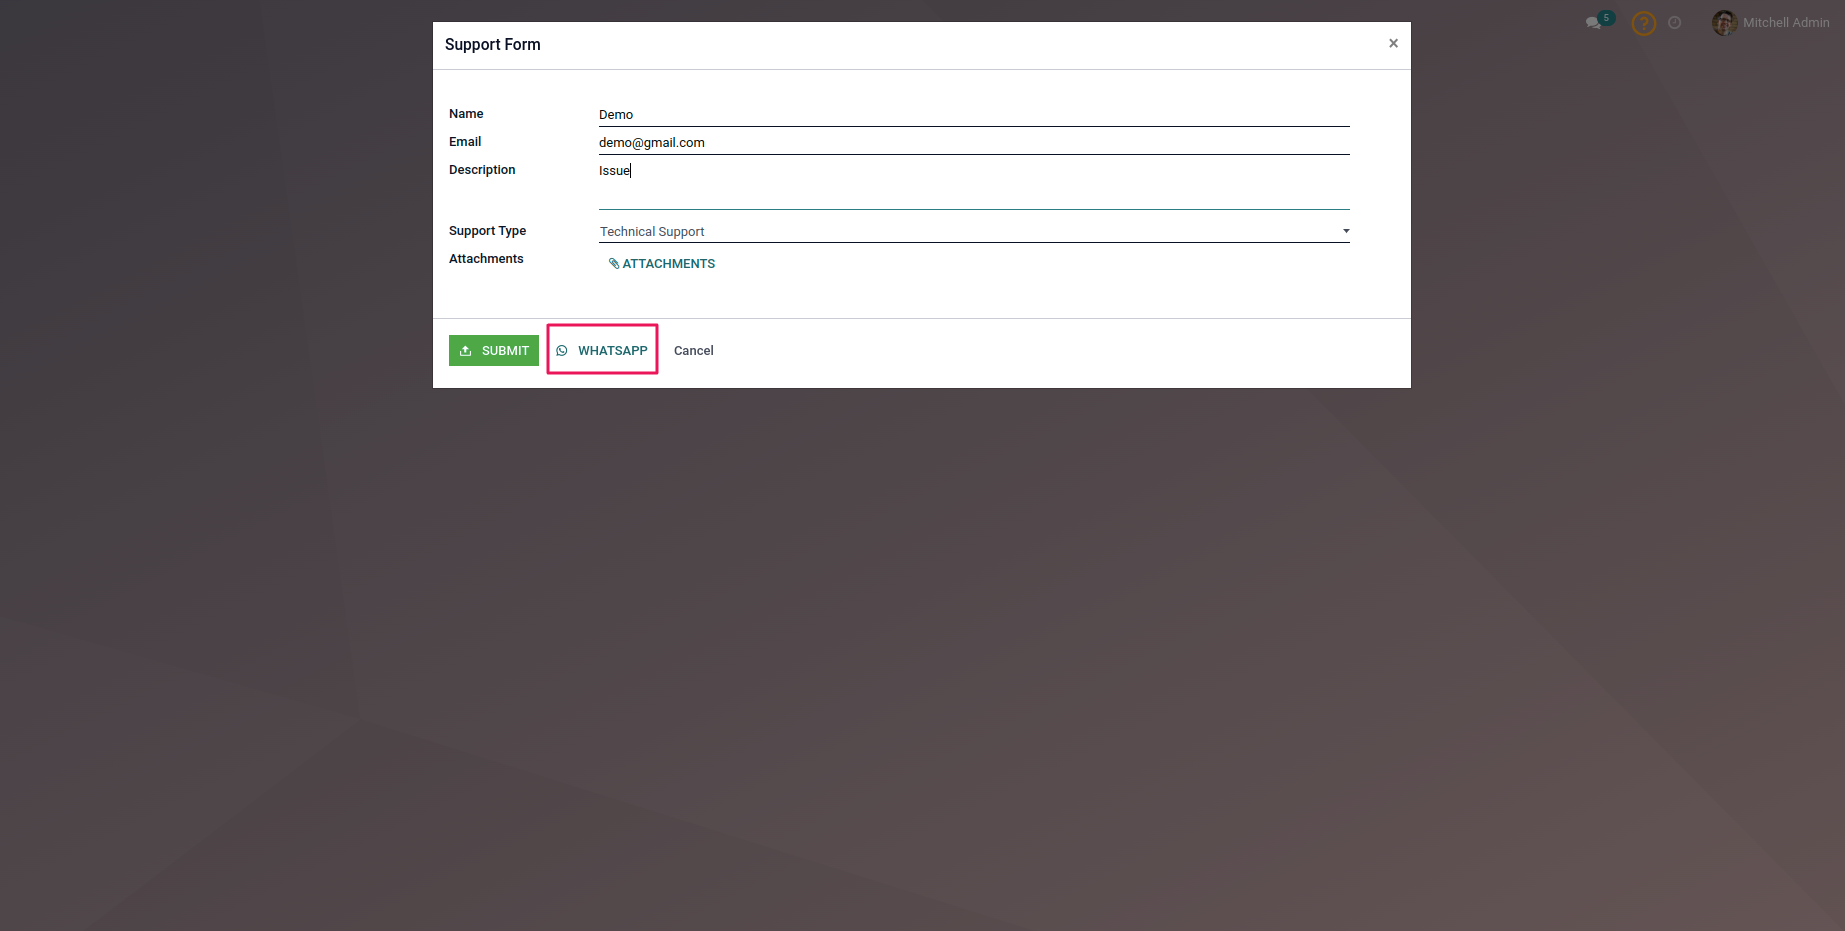 5
?
Mitchell Admin
Support Form
×
Name Demo
Email demo@gmail.com
Description Issue
Support Type Technical Support
Attachments ATTACHMENTS
SUBMIT WHATSAPP Cancel